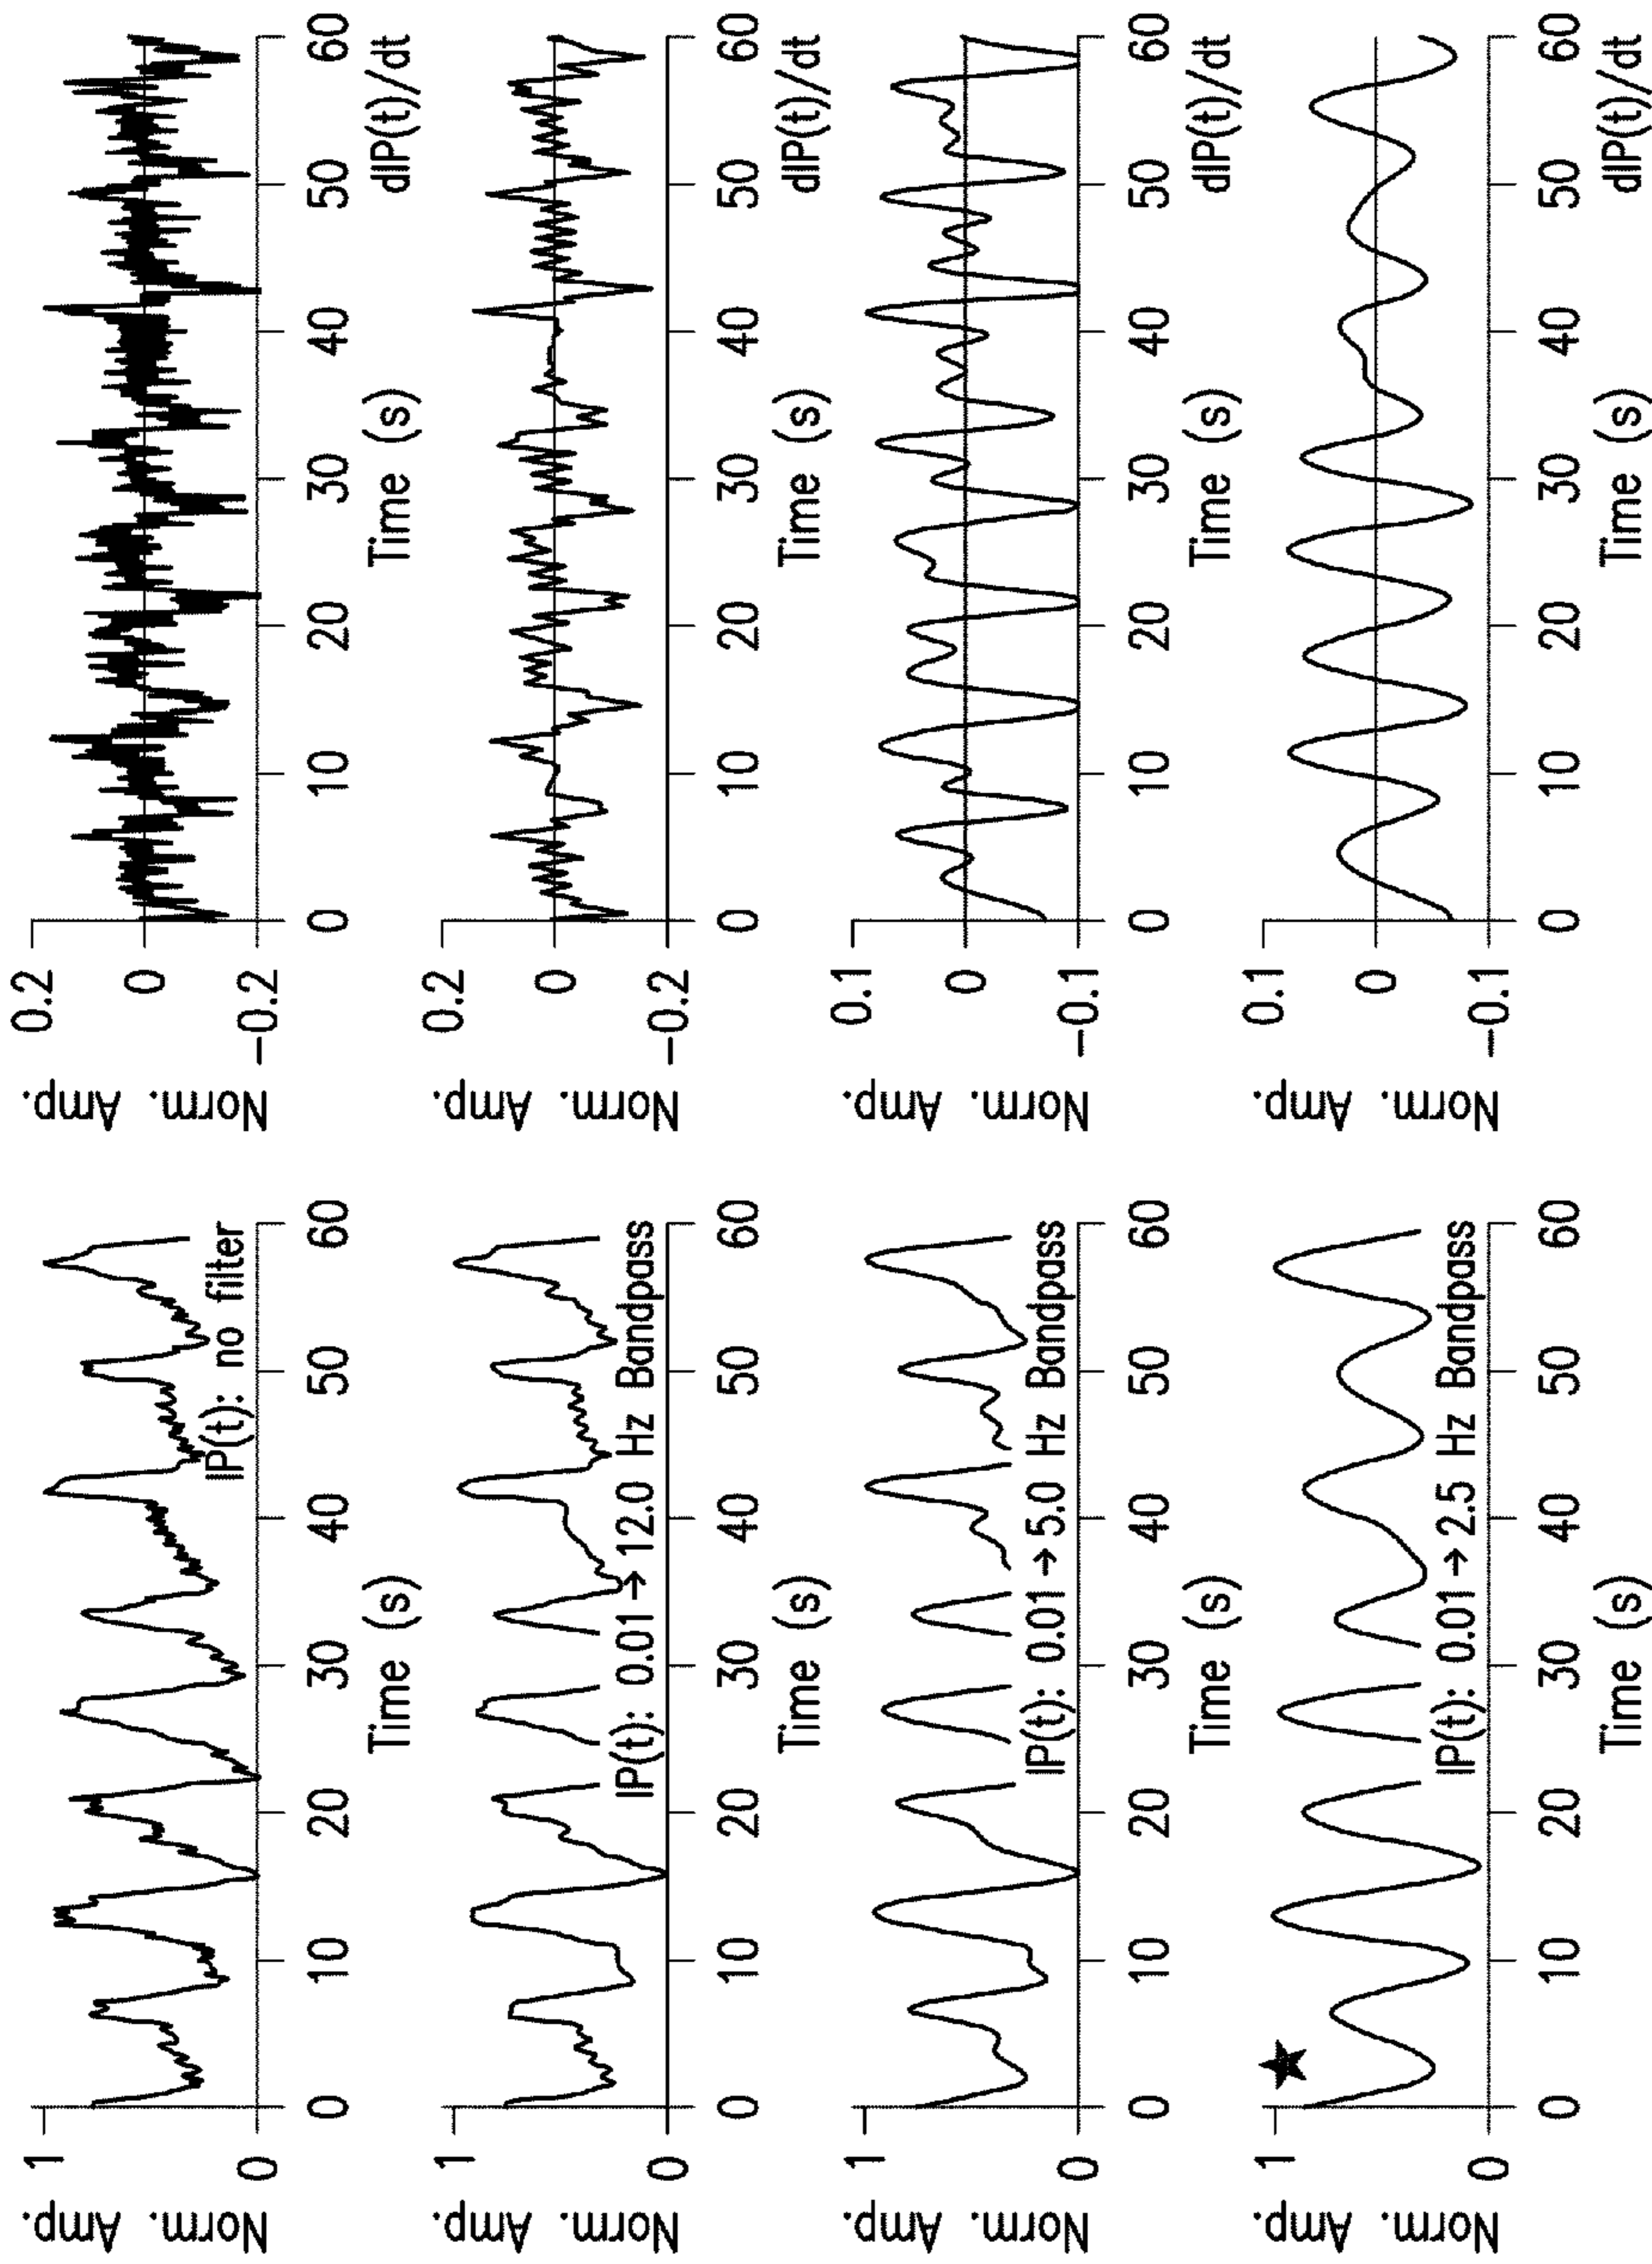 Norm. Amp.
1
0
IP(t): no filter
0 10 20 30 40 50 60
Time (s)
Norm. Amp.
0.2
0
-0.2
0 10 20 30 40 50 60
Time (s)
dIP(t)/dt
Norm. Amp.
1
0
IP(t): 0.01→12.0 Hz Bandpass
0 10 20 30 40 50 60
Time (s)
Norm. Amp.
0.2
0
-0.2
0 10 20 30 40 50 60
Time (s)
dIP(t)/dt
Norm. Amp.
1
0
IP(t): 0.01→5.0 Hz Bandpass
0 10 20 30 40 50 60
Time (s)
Norm. Amp.
0.1
0
-0.1
0 10 20 30 40 50 60
Time (s)
dIP(t)/dt
Norm. Amp.
1
0
IP(t): 0.01→2.5 Hz Bandpass
0 10 20 30 40 50 60
Time (s)
Norm. Amp.
0.1
0
-0.1
0 10 20 30 40 50 60
Time (s)
dIP(t)/dt